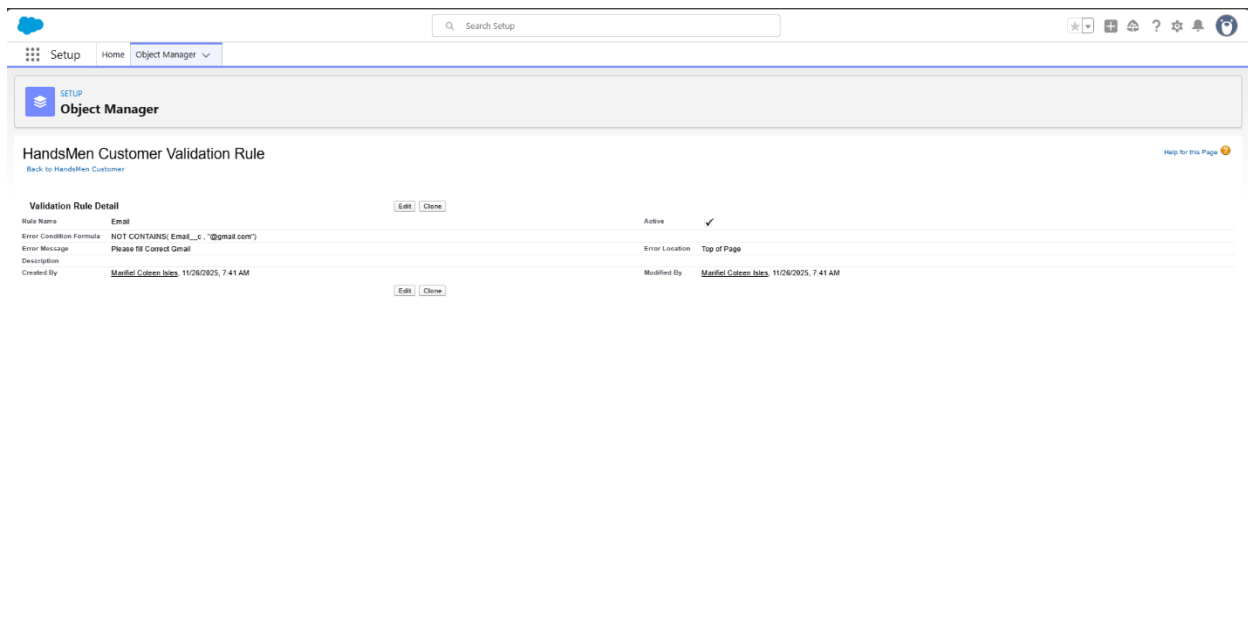 Search Setup
Setup Home Object Manager
SETUP
Object Manager
HandsMen Customer Validation Rule
Help for this Page
Back to HandsMen Customer
Validation Rule Detail Edit Clone
Rule Name Email Active
Error Condition Formula NOT CONTAINS( Email__c , "@gmail.com")
Error Message Please fill Correct Gmail Error Location Top of Page
Description
Created By Marifiel Coleen Isles, 11/26/2025, 7:41 AM Modified By Marifiel Coleen Isles, 11/26/2025, 7:41 AM
Edit Clone